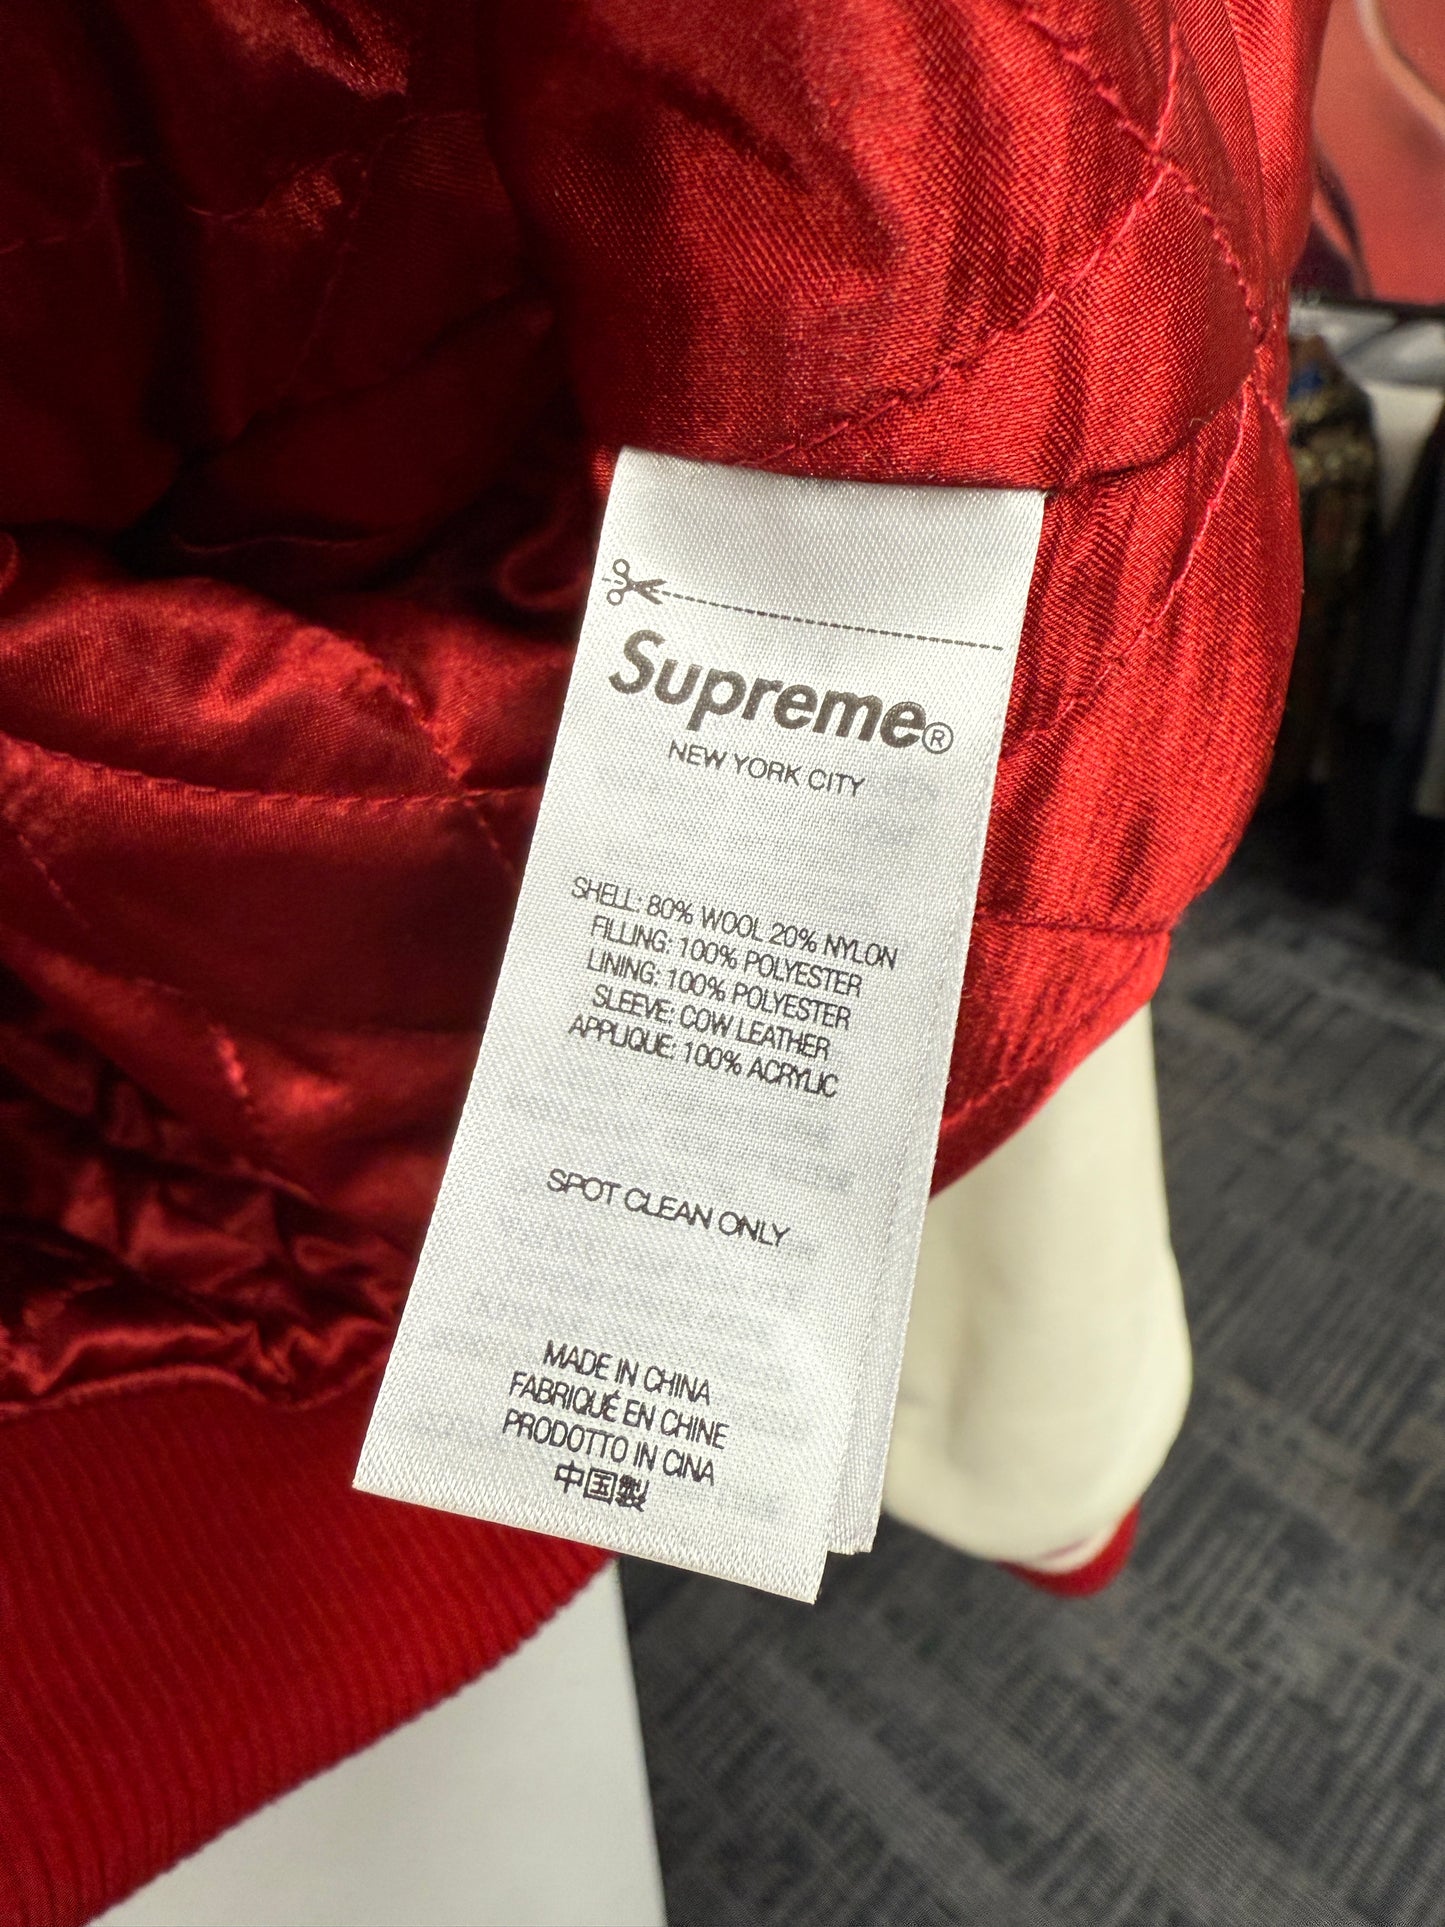 Supreme®
NEW YORK CITY
SHELL: 80% WOOL 20% NYLON
FILLING: 100% POLYESTER
LINING: 100% POLYESTER
SLEEVE: COW LEATHER
APPLIQUE: 100% ACRYLIC
SPOT CLEAN ONLY
MADE IN CHINA
FABRIQUÉ EN CHINE
PRODOTTO IN CINA
中国製